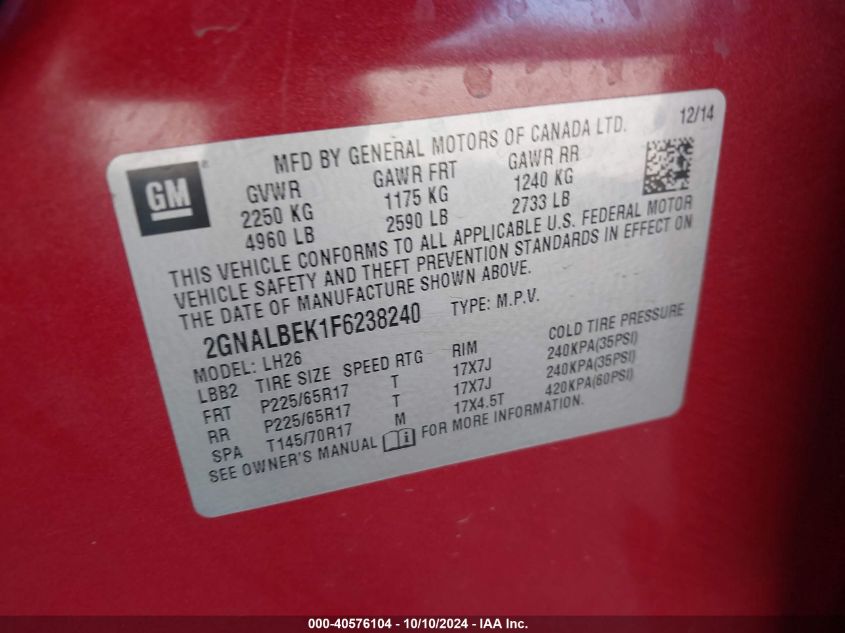 12/14
MFD BY GENERAL MOTORS OF CANADA LTD.
GM
GVWR GAWR FRT GAWR RR
2250 KG 1175 KG 1240 KG
4960 LB 2590 LB 2733 LB
THIS VEHICLE CONFORMS TO ALL APPLICABLE U.S. FEDERAL MOTOR
VEHICLE SAFETY AND THEFT PREVENTION STANDARDS IN EFFECT ON
THE DATE OF MANUFACTURE SHOWN ABOVE.
2GNALBEK1F6238240 TYPE: M.P.V.
MODEL: LH26
LBB2 TIRE SIZE SPEED RTG RIM COLD TIRE PRESSURE
FRT P225/65R17 T 17X7J 240KPA(35PSI)
RR P225/65R17 T 17X7J 240KPA(35PSI)
SPA T145/70R17 M 17X4.5T 420KPA(60PSI)
SEE OWNER'S MANUAL FOR MORE INFORMATION.
000-40576104 - 10/10/2024 - IAA Inc.